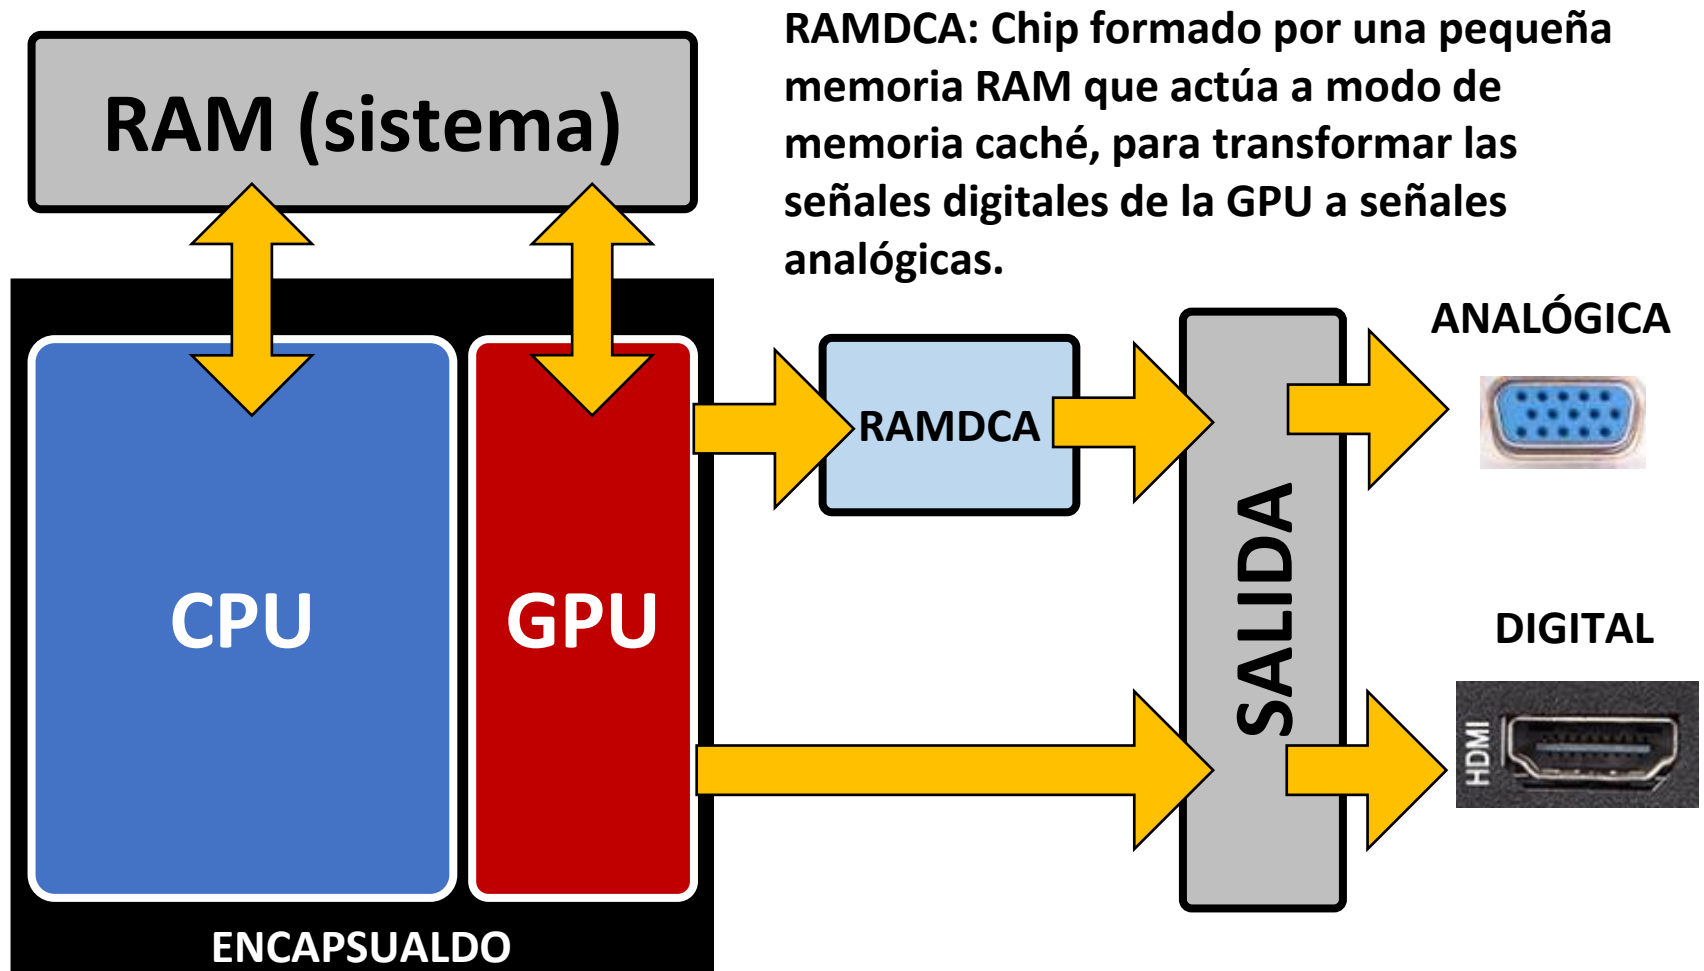 RAMDCA: Chip formado por una pequeña
memoria RAM que actúa a modo de
memoria caché, para transformar las
señales digitales de la GPU a señales
analógicas.
RAM (sistema)
CPU
GPU
ENCAPSUALDO
RAMDCA
SALIDA
ANALÓGICA
DIGITAL
HDMI